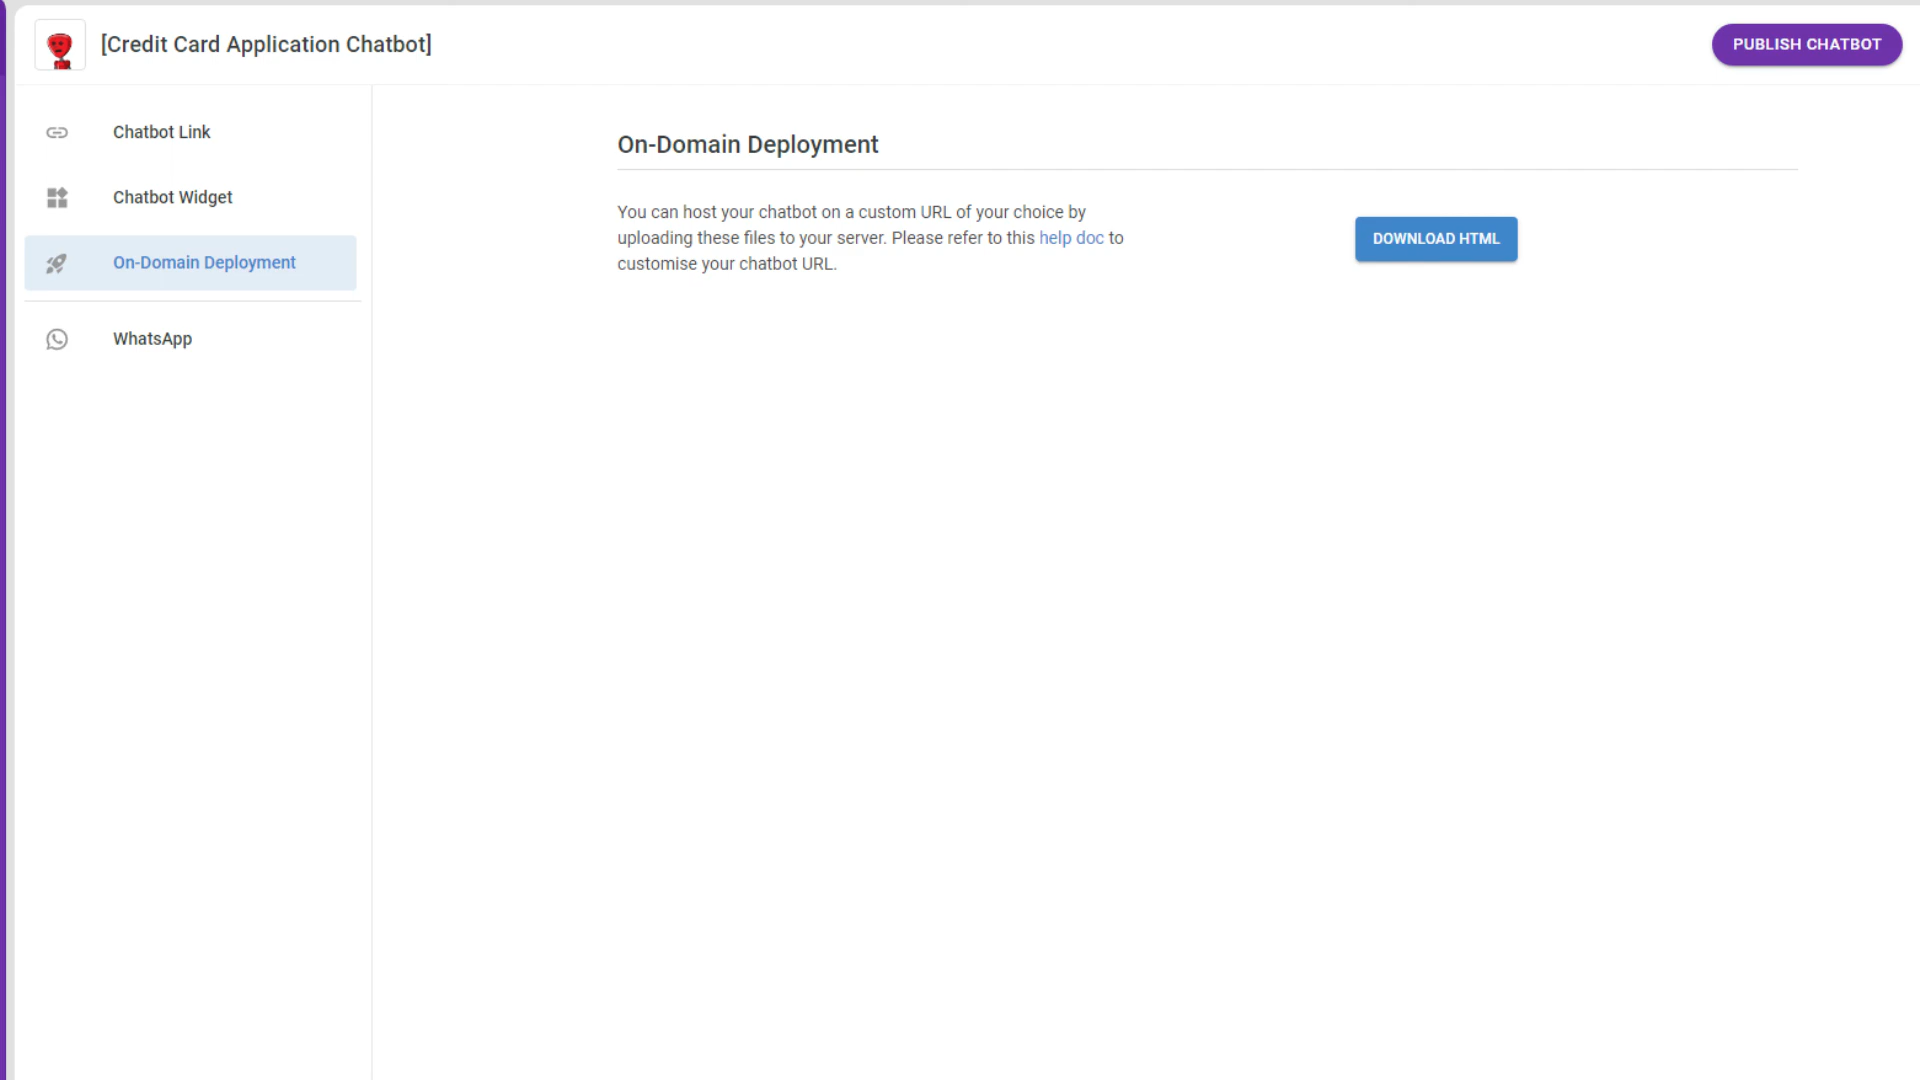 [Credit Card Application Chatbot]
PUBLISH CHATBOT
Chatbot Link
Chatbot Widget
On-Domain Deployment
WhatsApp
On-Domain Deployment
You can host your chatbot on a custom URL of your choice by
uploading these files to your server. Please refer to this help doc to
customise your chatbot URL.
DOWNLOAD HTML